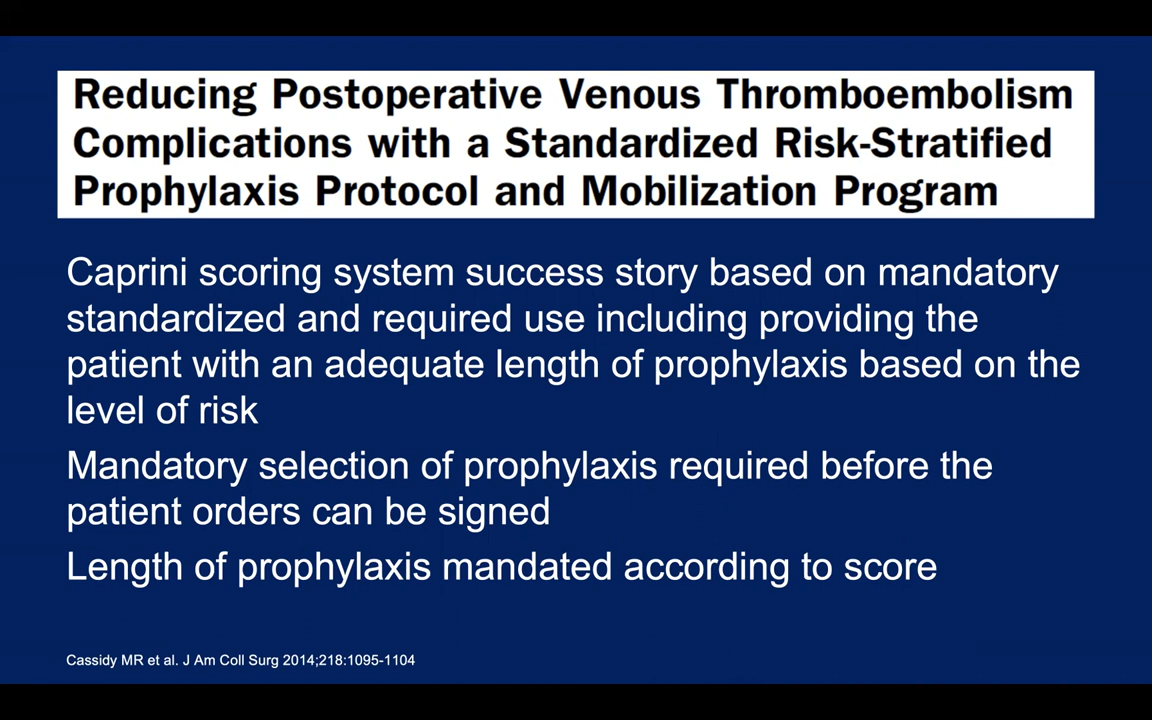 Reducing Postoperative Venous Thromboembolism
Complications with a Standardized Risk-Stratified
Prophylaxis Protocol and Mobilization Program
Caprini scoring system success story based on mandatory
standardized and required use including providing the
patient with an adequate length of prophylaxis based on the
level of risk
Mandatory selection of prophylaxis required before the
patient orders can be signed
Length of prophylaxis mandated according to score
Cassidy MR et al. J Am Coll Surg 2014;218:1095-1104